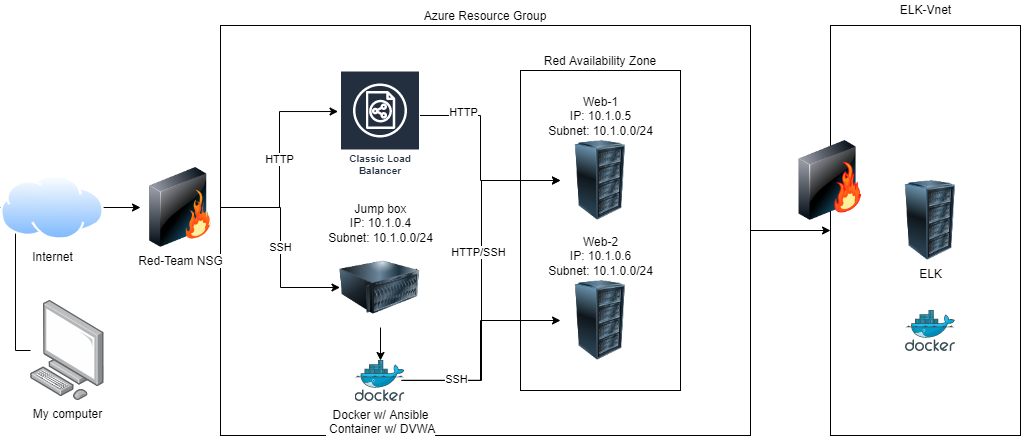 Azure Resource Group
ELK-Vnet
Red Availability Zone
Web-1
IP: 10.1.0.5
Subnet: 10.1.0.0/24
HTTP
Classic Load
Balancer
HTTP
Jump box
IP: 10.1.0.4
Subnet: 10.1.0.0/24
SSH
HTTP/SSH
Web-2
IP: 10.1.0.6
Subnet: 10.1.0.0/24
Internet
Red-Team NSG
ELK
docker
My computer
docker
SSH
Docker w/ Ansible
Container w/ DVWA